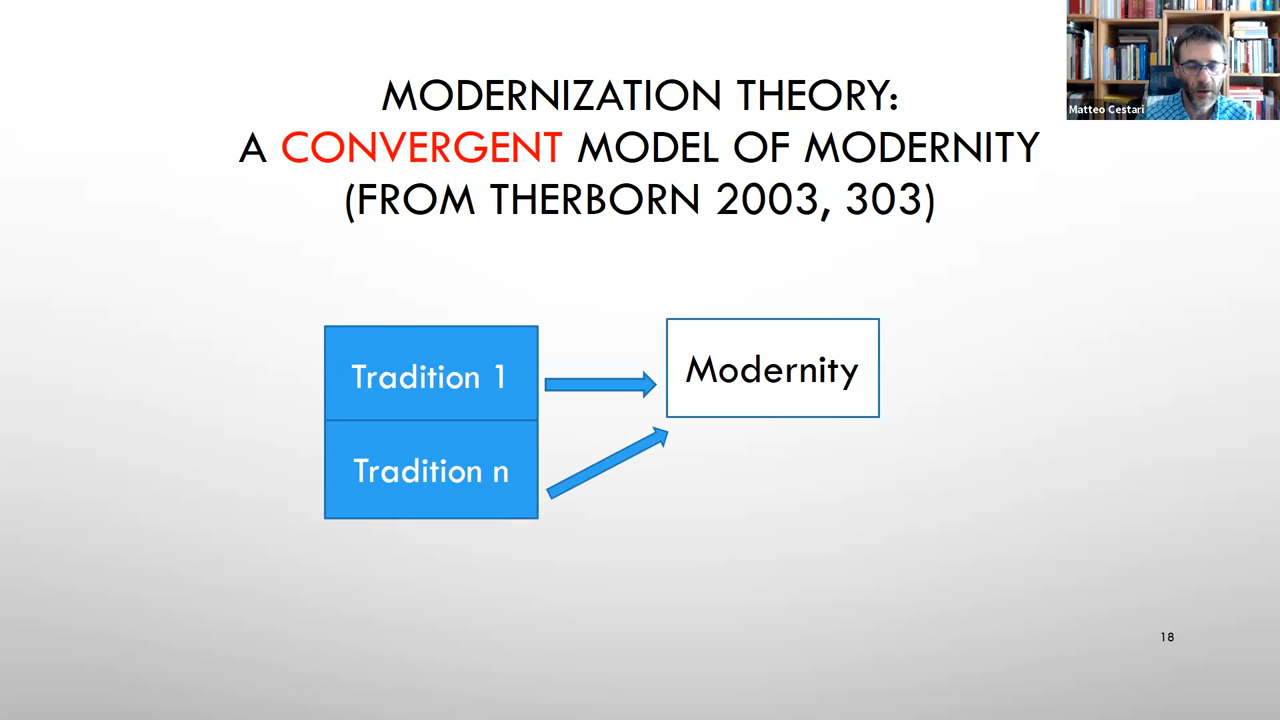 Matteo Cestari
MODERNIZATION THEORY:
A CONVERGENT MODEL OF MODERNITY
(FROM THERBORN 2003, 303)
Tradition 1
Modernity
Tradition n
18